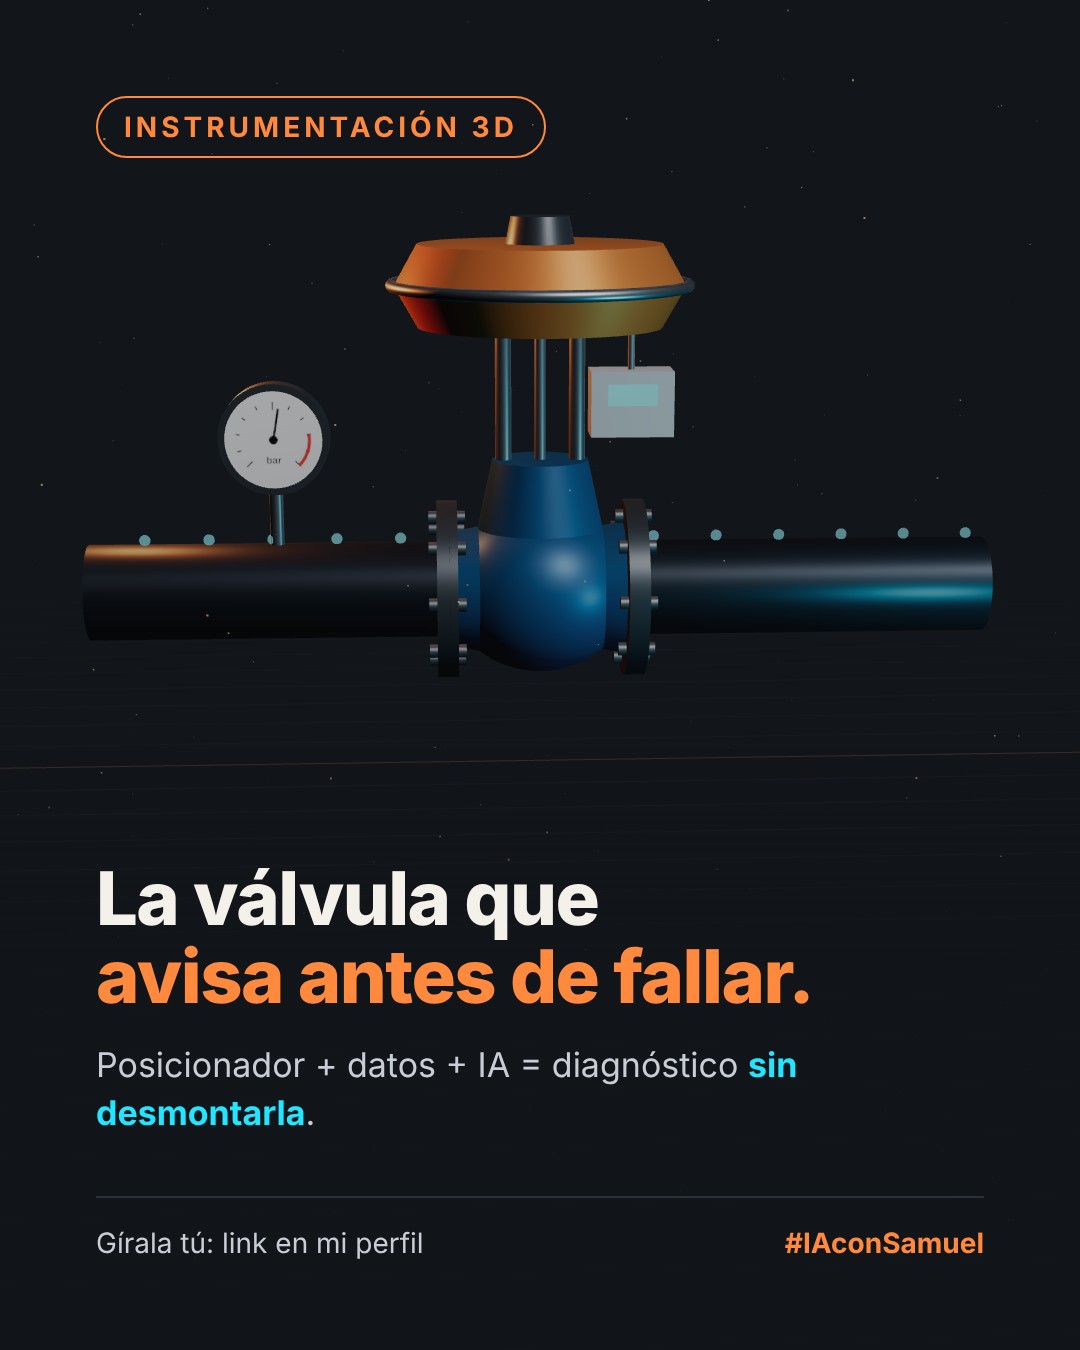 INSTRUMENTACIÓN 3D
bar
La válvula que
avisa antes de fallar.
Posicionador + datos + IA = diagnóstico sin
desmontarla.
Gírala tú: link en mi perfil
#IAconSamuel